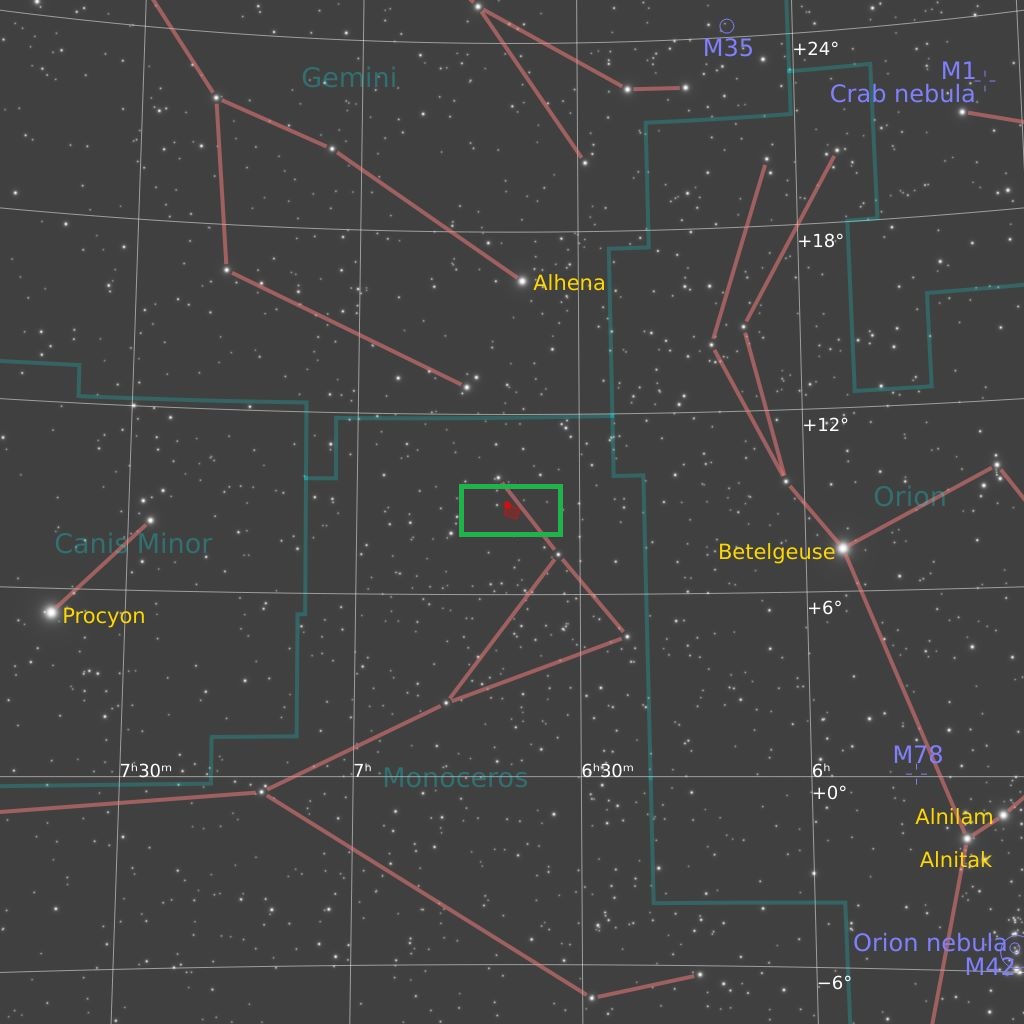 M35
+24°
Gemini
M1
Crab nebula
+18°
Alhena
+12°
Orion
Canis Minor
Betelgeuse
Procyon
+6°
M78
7ʰ30ᵐ
7ʰ
Monoceros
6ʰ30ᵐ
6ʰ
+0°
Alnilam
Alnitak
Orion nebula
M42
−6°